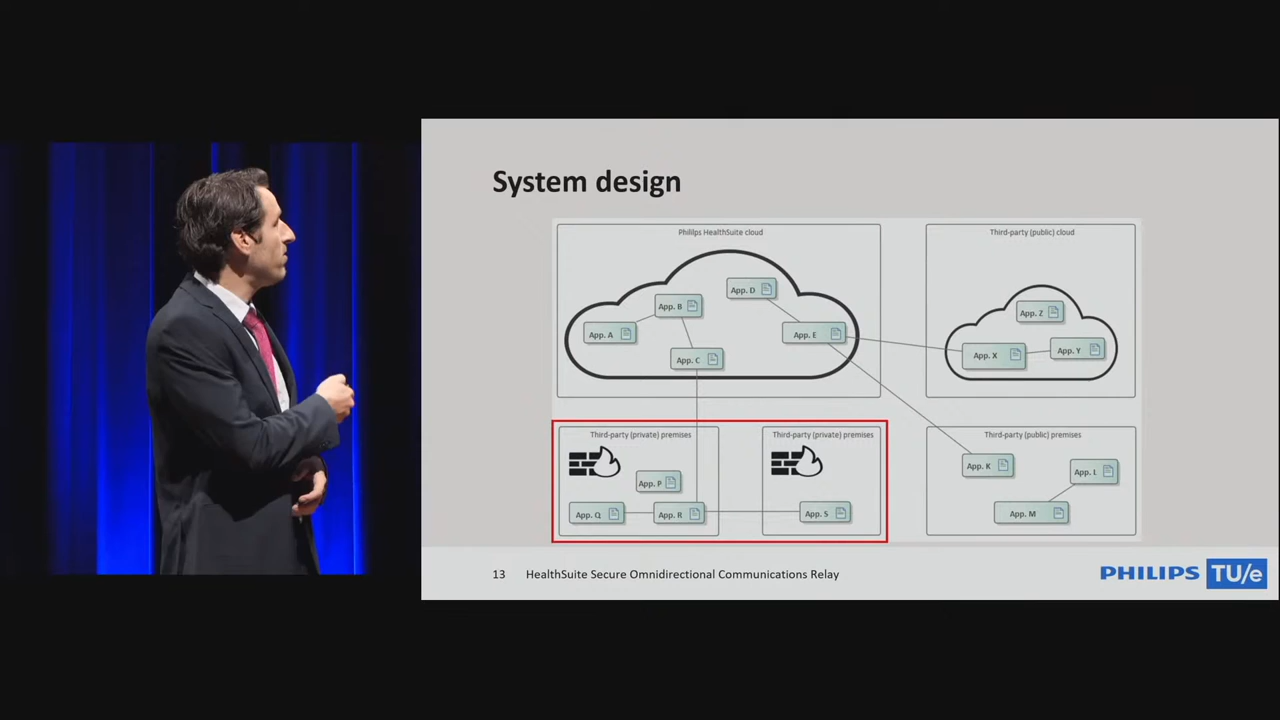 System design
Phililps HealthSuite cloud
Third-party (public) cloud
App. D
App. B
App. A
App. E
App. C
App. Z
App. X
App. Y
Third-party (private) premises
Third-party (private) premises
Third-party (public) premises
App. P
App. Q
App. R
App. S
App. K
App. L
App. M
13 HealthSuite Secure Omnidirectional Communications Relay
PHILIPS TU/e